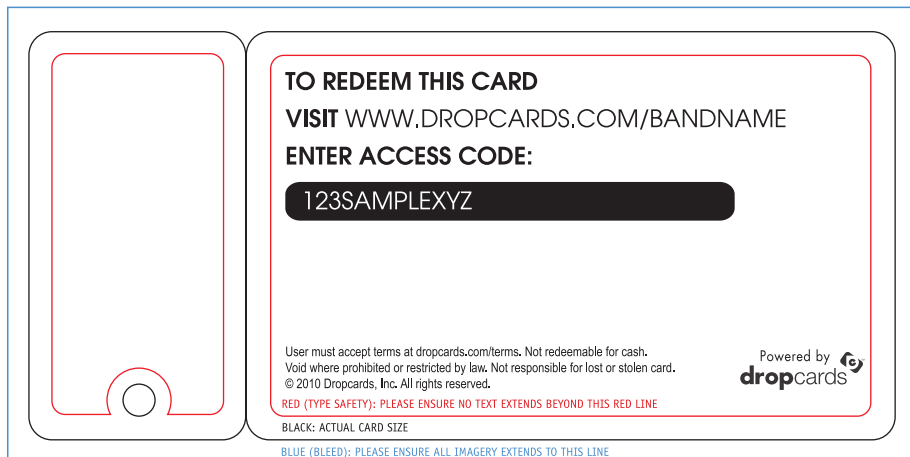 TO REDEEM THIS CARD
VISIT WWW.DROPCARDS.COM/BANDNAME
ENTER ACCESS CODE:
123SAMPLEXYZ
User must accept terms at dropcards.com/terms. Not redeemable for cash.
Void where prohibited or restricted by law. Not responsible for lost or stolen card.
© 2010 Dropcards, Inc. All rights reserved.
Powered by
dropcards
RED (TYPE SAFETY): PLEASE ENSURE NO TEXT EXTENDS BEYOND THIS RED LINE
BLACK: ACTUAL CARD SIZE
BLUE (BLEED): PLEASE ENSURE ALL IMAGERY EXTENDS TO THIS LINE